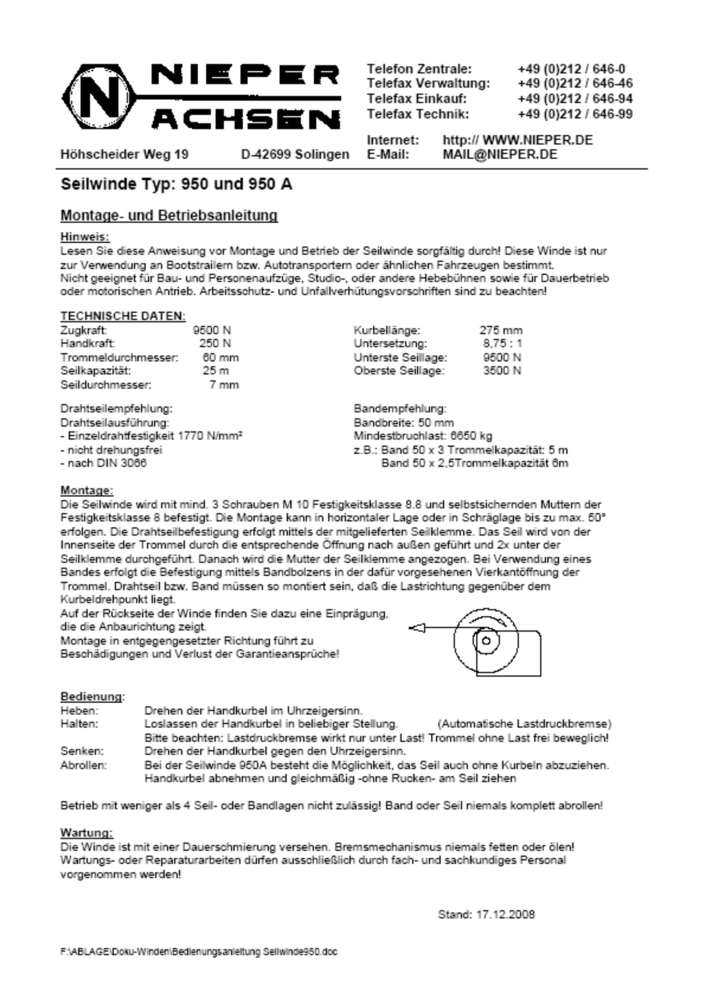 N NIEPER
ACHSEN
Telefon Zentrale: +49 (0)212 / 646-0
Telefax Verwaltung: +49 (0)212 / 646-46
Telefax Einkauf: +49 (0)212 / 646-94
Telefax Technik: +49 (0)212 / 646-99
Internet: http:// WWW.NIEPER.DE
Höhscheider Weg 19 D-42699 Solingen E-Mail: MAIL@NIEPER.DE
Seilwinde Typ: 950 und 950 A
Montage- und Betriebsanleitung
Hinweis:
Lesen Sie diese Anweisung vor Montage und Betrieb der Seilwinde sorgfältig durch! Diese Winde ist nur
zur Verwendung an Bootstrailern bzw. Autotransportern oder ähnlichen Fahrzeugen bestimmt.
Nicht geeignet für Bau- und Personenaufzüge, Studio-, oder andere Hebebühnen sowie für Dauerbetrieb
oder motorischen Antrieb. Arbeitsschutz- und Unfallverhütungsvorschriften sind zu beachten!
TECHNISCHE DATEN:
Zugkraft: 9500 N Kurbellänge: 275 mm
Handkraft: 250 N Untersetzung: 8,75 : 1
Trommeldurchmesser: 60 mm Unterste Seillage: 9500 N
Seilkapazität: 25 m Oberste Seillage: 3500 N
Seildurchmesser: 7 mm
Drahtseilempfehlung: Bandempfehlung:
Drahtseilausführung: Bandbreite: 50 mm
- Einzeldrahtfestigkeit 1770 N/mm² Mindestbruchlast: 6650 kg
- nicht drehungsfrei z.B.: Band 50 x 3 Trommelkapazität: 5 m
- nach DIN 3066 Band 50 x 2,5Trommelkapazität 6m
Montage:
Die Seilwinde wird mit mind. 3 Schrauben M 10 Festigkeitsklasse 8.8 und selbstsichernden Muttern der
Festigkeitsklasse 8 befestigt. Die Montage kann in horizontaler Lage oder in Schräglage bis zu max. 50°
erfolgen. Die Drahtseilbefestigung erfolgt mittels der mitgelieferten Seilklemme. Das Seil wird von der
Innenseite der Trommel durch die entsprechende Öffnung nach außen geführt und 2x unter der
Seilklemme durchgeführt. Danach wird die Mutter der Seilklemme angezogen. Bei Verwendung eines
Bandes erfolgt die Befestigung mittels Bandbolzens in der dafür vorgesehenen Vierkantöffnung der
Trommel. Drahtseil bzw. Band müssen so montiert sein, daß die Lastrichtung gegenüber dem
Kurbeldrehpunkt liegt.
Auf der Rückseite der Winde finden Sie dazu eine Einprägung,
die die Anbaurichtung zeigt.
Montage in entgegengesetzter Richtung führt zu
Beschädigungen und Verlust der Garantieansprüche!
Bedienung:
Heben: Drehen der Handkurbel im Uhrzeigersinn.
Halten: Loslassen der Handkurbel in beliebiger Stellung. (Automatische Lastdruckbremse)
Bitte beachten: Lastdruckbremse wirkt nur unter Last! Trommel ohne Last frei beweglich!
Senken: Drehen der Handkurbel gegen den Uhrzeigersinn.
Abrollen: Bei der Seilwinde 950A besteht die Möglichkeit, das Seil auch ohne Kurbeln abzuziehen.
Handkurbel abnehmen und gleichmäßig -ohne Rucken- am Seil ziehen
Betrieb mit weniger als 4 Seil- oder Bandlagen nicht zulässig! Band oder Seil niemals komplett abrollen!
Wartung:
Die Winde ist mit einer Dauerschmierung versehen. Bremsmechanismus niemals fetten oder ölen!
Wartungs- oder Reparaturarbeiten dürfen ausschließlich durch fach- und sachkundiges Personal
vorgenommen werden!
Stand: 17.12.2008
F:\ABLAGE\Doku-Winden\Bedienungsanleitung Seilwinde950.doc